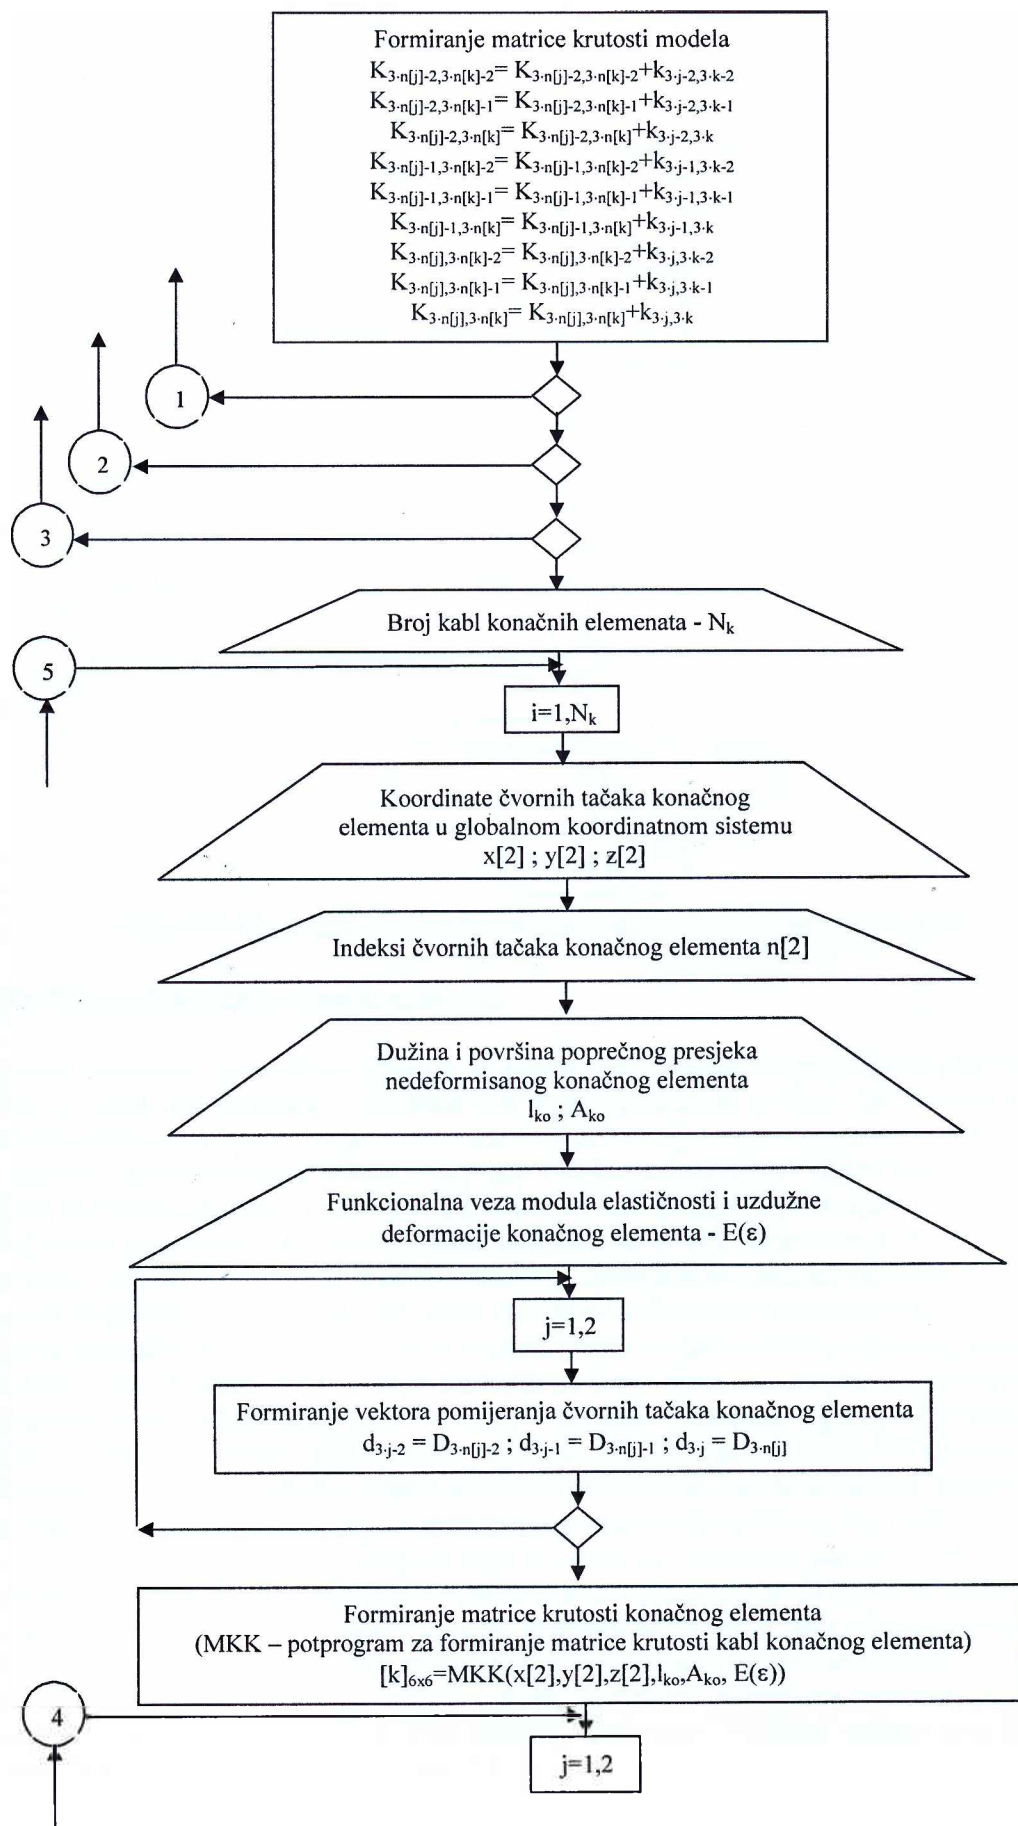 Formiranje matrice krutosti modela
K3·n[j]-2,3·n[k]-2= K3·n[j]-2,3·n[k]-2+k3·j-2,3·k-2
K3·n[j]-2,3·n[k]-1= K3·n[j]-2,3·n[k]-1+k3·j-2,3·k-1
K3·n[j]-2,3·n[k]= K3·n[j]-2,3·n[k]+k3·j-2,3·k
K3·n[j]-1,3·n[k]-2= K3·n[j]-1,3·n[k]-2+k3·j-1,3·k-2
K3·n[j]-1,3·n[k]-1= K3·n[j]-1,3·n[k]-1+k3·j-1,3·k-1
K3·n[j]-1,3·n[k]= K3·n[j]-1,3·n[k]+k3·j-1,3·k
K3·n[j],3·n[k]-2= K3·n[j],3·n[k]-2+k3·j,3·k-2
K3·n[j],3·n[k]-1= K3·n[j],3·n[k]-1+k3·j,3·k-1
K3·n[j],3·n[k]= K3·n[j],3·n[k]+k3·j,3·k
1
2
3
Broj kabl konačnih elemenata - Nk
5
i=1,Nk
Koordinate čvornih tačaka konačnog
elementa u globalnom koordinatnom sistemu
x[2] ; y[2] ; z[2]
Indeksi čvornih tačaka konačnog elementa n[2]
Dužina i površina poprečnog presjeka
nedeformisanog konačnog elementa
lko ; Ako
Funkcionalna veza modula elastičnosti i uzdužne
deformacije konačnog elementa - E(ε)
j=1,2
Formiranje vektora pomijeranja čvornih tačaka konačnog elementa
d3·j-2 = D3·n[j]-2 ; d3·j-1 = D3·n[j]-1 ; d3·j = D3·n[j]
Formiranje matrice krutosti konačnog elementa
(MKK – potprogram za formiranje matrice krutosti kabl konačnog elementa)
[k]6x6=MKK(x[2],y[2],z[2],lko,Ako, E(ε))
4
j=1,2